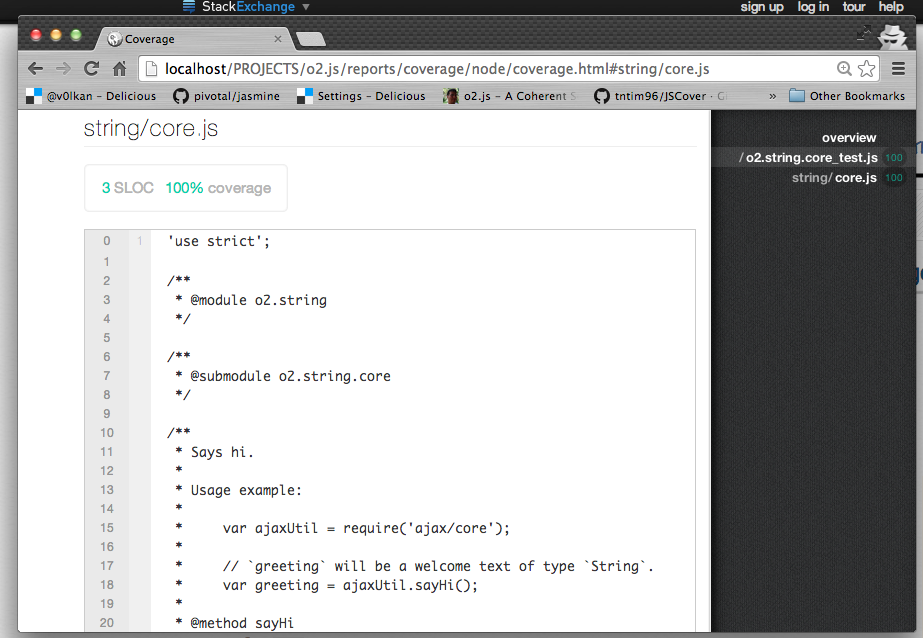 StackExchange ▼ sign up log in tour help
Coverage
localhost/PROJECTS/o2.js/reports/coverage/node/coverage.html#string/core.js
@v0lkan - Delicious pivotal/jasmine Settings - Delicious o2.js - A Coherent S tntim96/JSCover · Gi » Other Bookmarks
string/core.js
3 SLOC 100% coverage
0 1 'use strict';
1
2 /**
3 * @module o2.string
4 */
5
6 /**
7 * @submodule o2.string.core
8 */
9
10 /**
11 * Says hi.
12 *
13 * Usage example:
14 *
15 * var ajaxUtil = require('ajax/core');
16 *
17 * // `greeting` will be a welcome text of type `String`.
18 * var greeting = ajaxUtil.sayHi();
19 *
20 * @method sayHi
overview
/ o2.string.core_test.js 100
string/ core.js 100